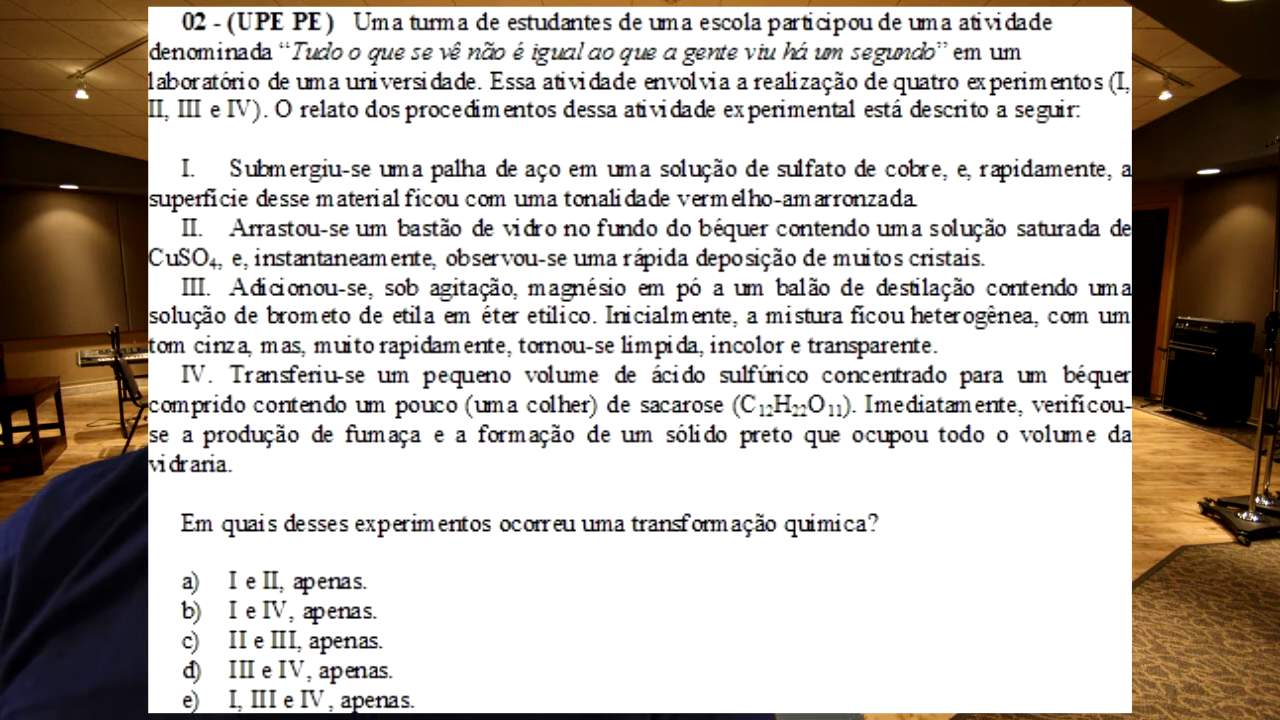 02 - (UPE PE) Uma turma de estudantes de uma escola participou de uma atividade
denominada “Tudo o que se vê não é igual ao que a gente viu há um segundo” em um
laboratório de uma universidade. Essa atividade envolvia a realização de quatro experimentos (I,
II, III e IV). O relato dos procedimentos dessa atividade experimental está descrito a seguir:
I. Submergiu-se uma palha de aço em uma solução de sulfato de cobre, e, rapidamente, a
superfície desse material ficou com uma tonalidade vermelho-amarronzada.
II. Arrastou-se um bastão de vidro no fundo do béquer contendo uma solução saturada de
CuSO₄, e, instantaneamente, observou-se uma rápida deposição de muitos cristais.
III. Adicionou-se, sob agitação, magnésio em pó a um balão de destilação contendo uma
solução de brometo de etila em éter etílico. Inicialmente, a mistura ficou heterogênea, com um
tom cinza, mas, muito rapidamente, tornou-se límpida, incolor e transparente.
IV. Transferiu-se um pequeno volume de ácido sulfúrico concentrado para um béquer
comprido contendo um pouco (uma colher) de sacarose (C₁₂H₂₂O₁₁). Imediatamente, verificou-
se a produção de fumaça e a formação de um sólido preto que ocupou todo o volume da
vidraria.
Em quais desses experimentos ocorreu uma transformação química?
a) I e II, apenas.
b) I e IV, apenas.
c) II e III, apenas.
d) III e IV, apenas.
e) I, III e IV, apenas.